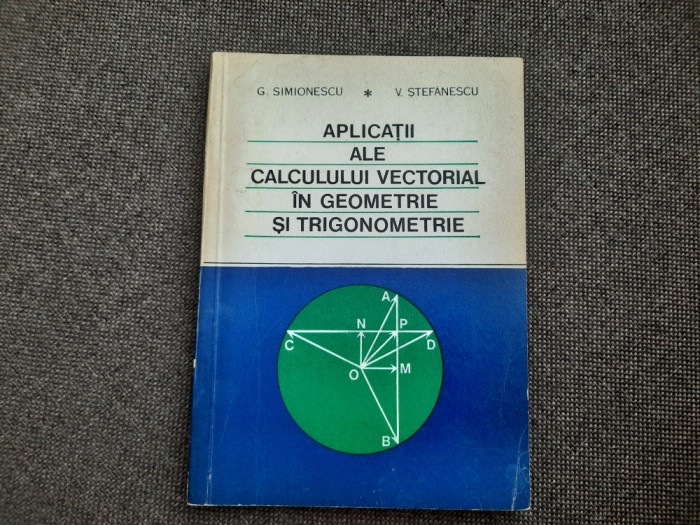 G. SIMIONESCU * V. ȘTEFĂNESCU
APLICAȚII
ALE
CALCULULUI VECTORIAL
ÎN GEOMETRIE
ȘI TRIGONOMETRIE
A
N P
C D
O M
B